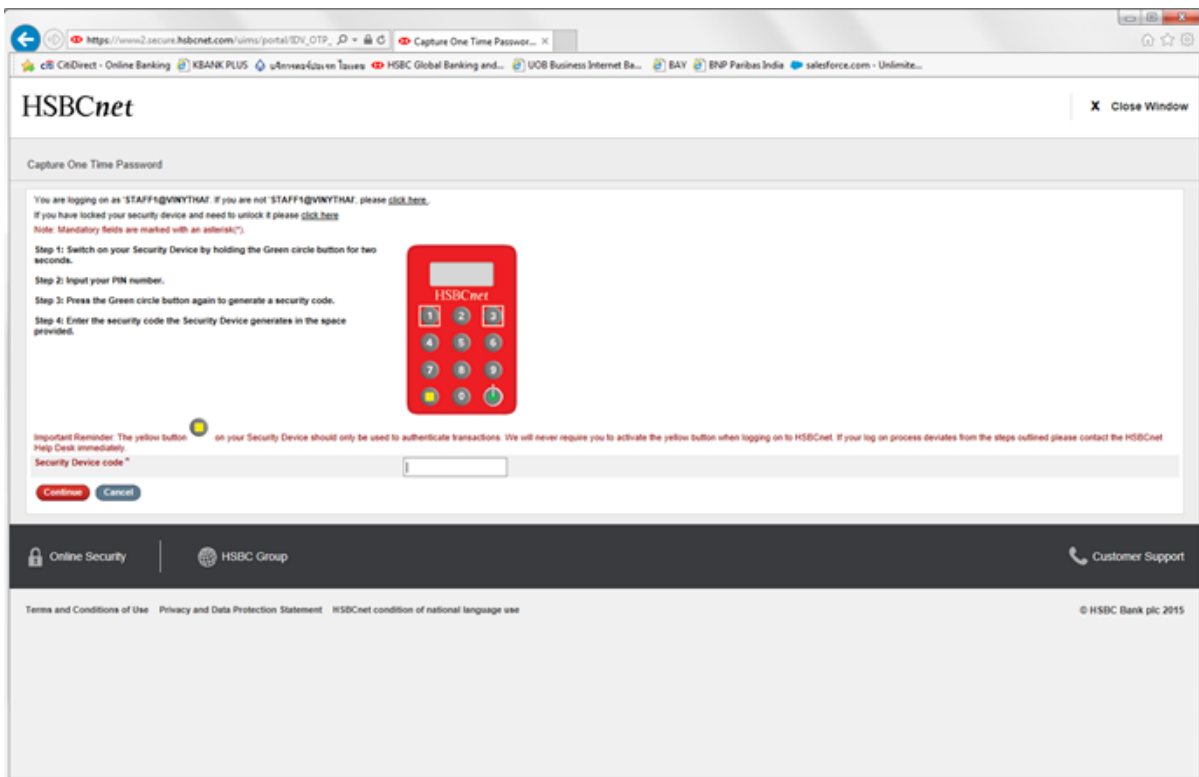 https://www2.secure.hsbcnet.com/uims/portal/IDV_OTP_
Capture One Time Passwor...
CitiDirect - Online Banking KBANK PLUS HSBC Global Banking and... UOB Business Internet Ba... BAY BNP Paribas India salesforce.com - Unlimite...
HSBCnet
X Close Window
Capture One Time Password
You are logging on as 'STAFF1@VINYTHAI'. If you are not 'STAFF1@VINYTHAI', please click here.
If you have locked your security device and need to unlock it please click here
Note: Mandatory fields are marked with an asterisk(*).
Step 1: Switch on your Security Device by holding the Green circle button for two
seconds.
Step 2: Input your PIN number.
Step 3: Press the Green circle button again to generate a security code.
Step 4: Enter the security code the Security Device generates in the space
provided.
HSBCnet
1 2 3
4 5 6
7 8 9
0
Important Reminder: The yellow button on your Security Device should only be used to authenticate transactions. We will never require you to activate the yellow button when logging on to HSBCnet. If your log on process deviates from the steps outlined please contact the HSBCnet
Help Desk immediately.
Security Device code *
Continue Cancel
Online Security HSBC Group Customer Support
Terms and Conditions of Use Privacy and Data Protection Statement HSBCnet condition of national language use © HSBC Bank plc 2015